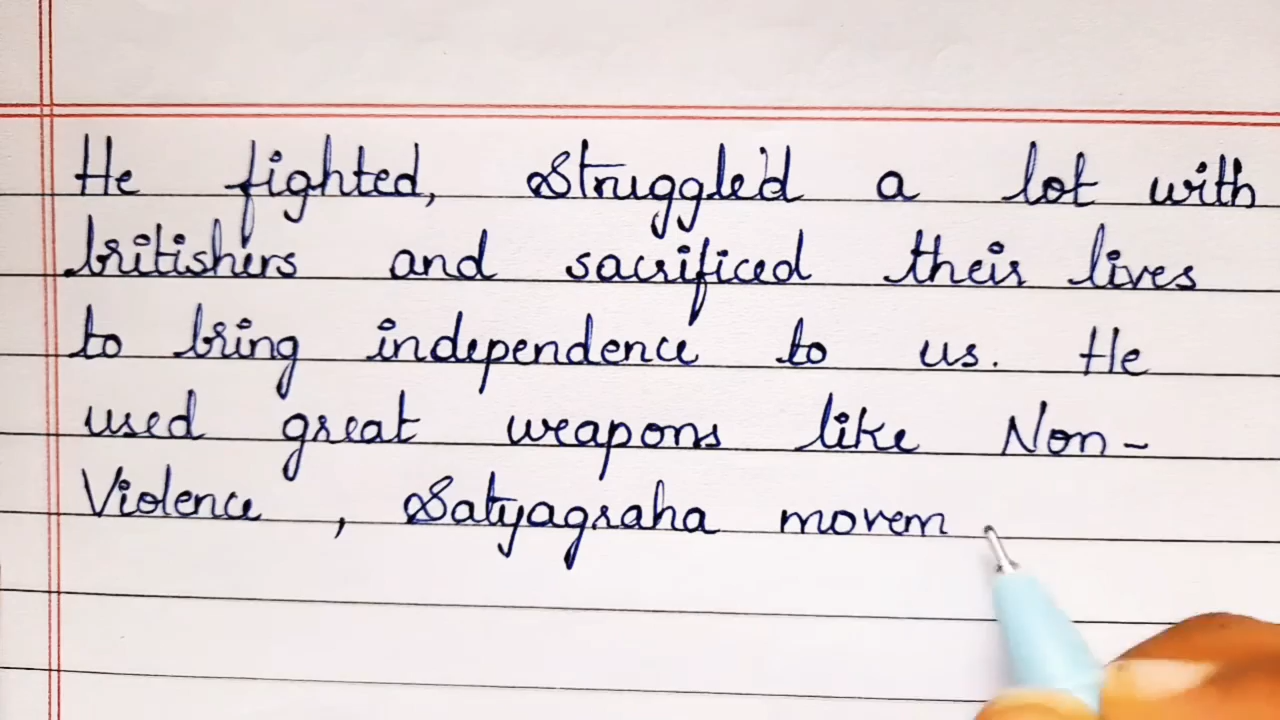 He fighted, Struggled a lot with
britishers and sacrificed their lives
to bring independence to us. He
used great weapons like Non-
Violence , Satyagraha movem